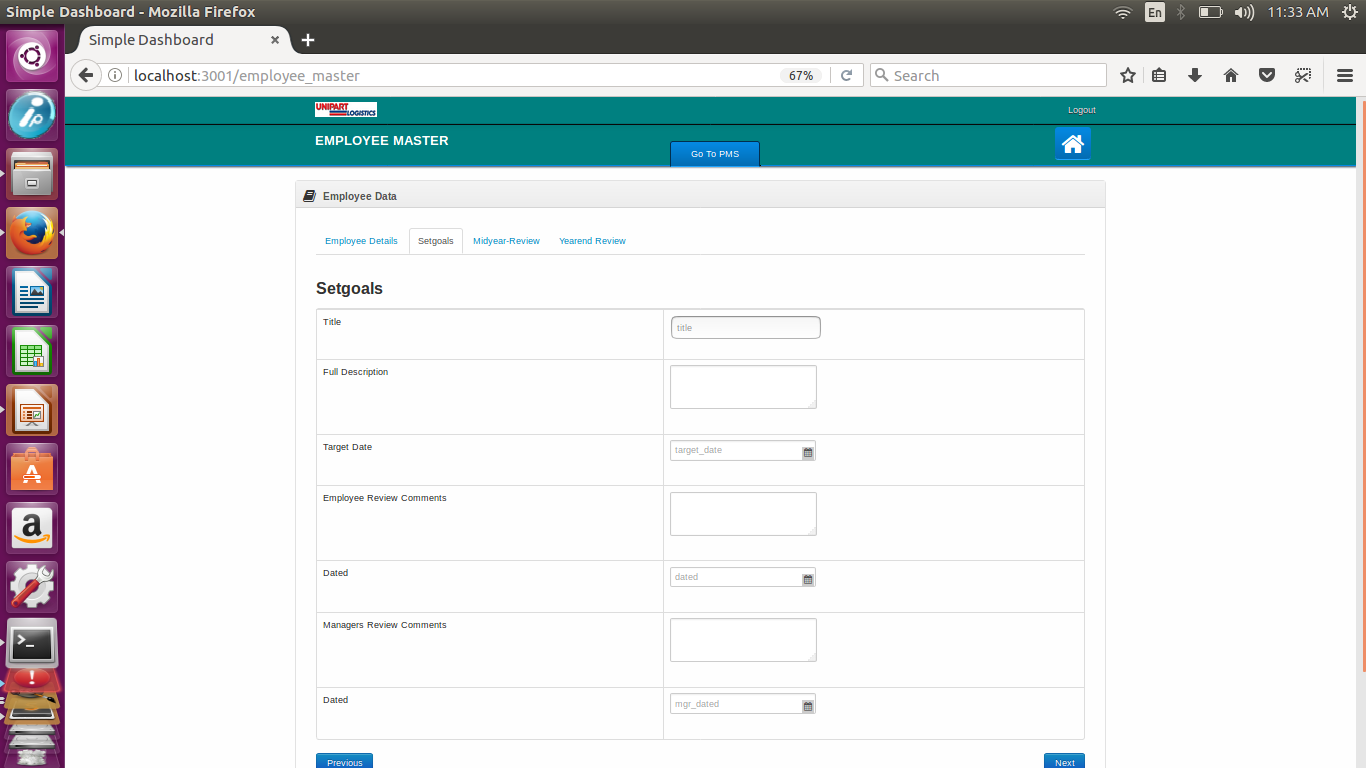 Simple Dashboard - Mozilla Firefox
En
11:33 AM
Simple Dashboard
localhost:3001/employee_master
67%
Search
UNIPART
LOGISTICS
Logout
EMPLOYEE MASTER
Go To PMS
Employee Data
Employee Details
Setgoals
Midyear-Review
Yearend Review
Setgoals
Title
title
Full Description
Target Date
target_date
Employee Review Comments
Dated
dated
Managers Review Comments
Dated
mgr_dated
Previous
Next